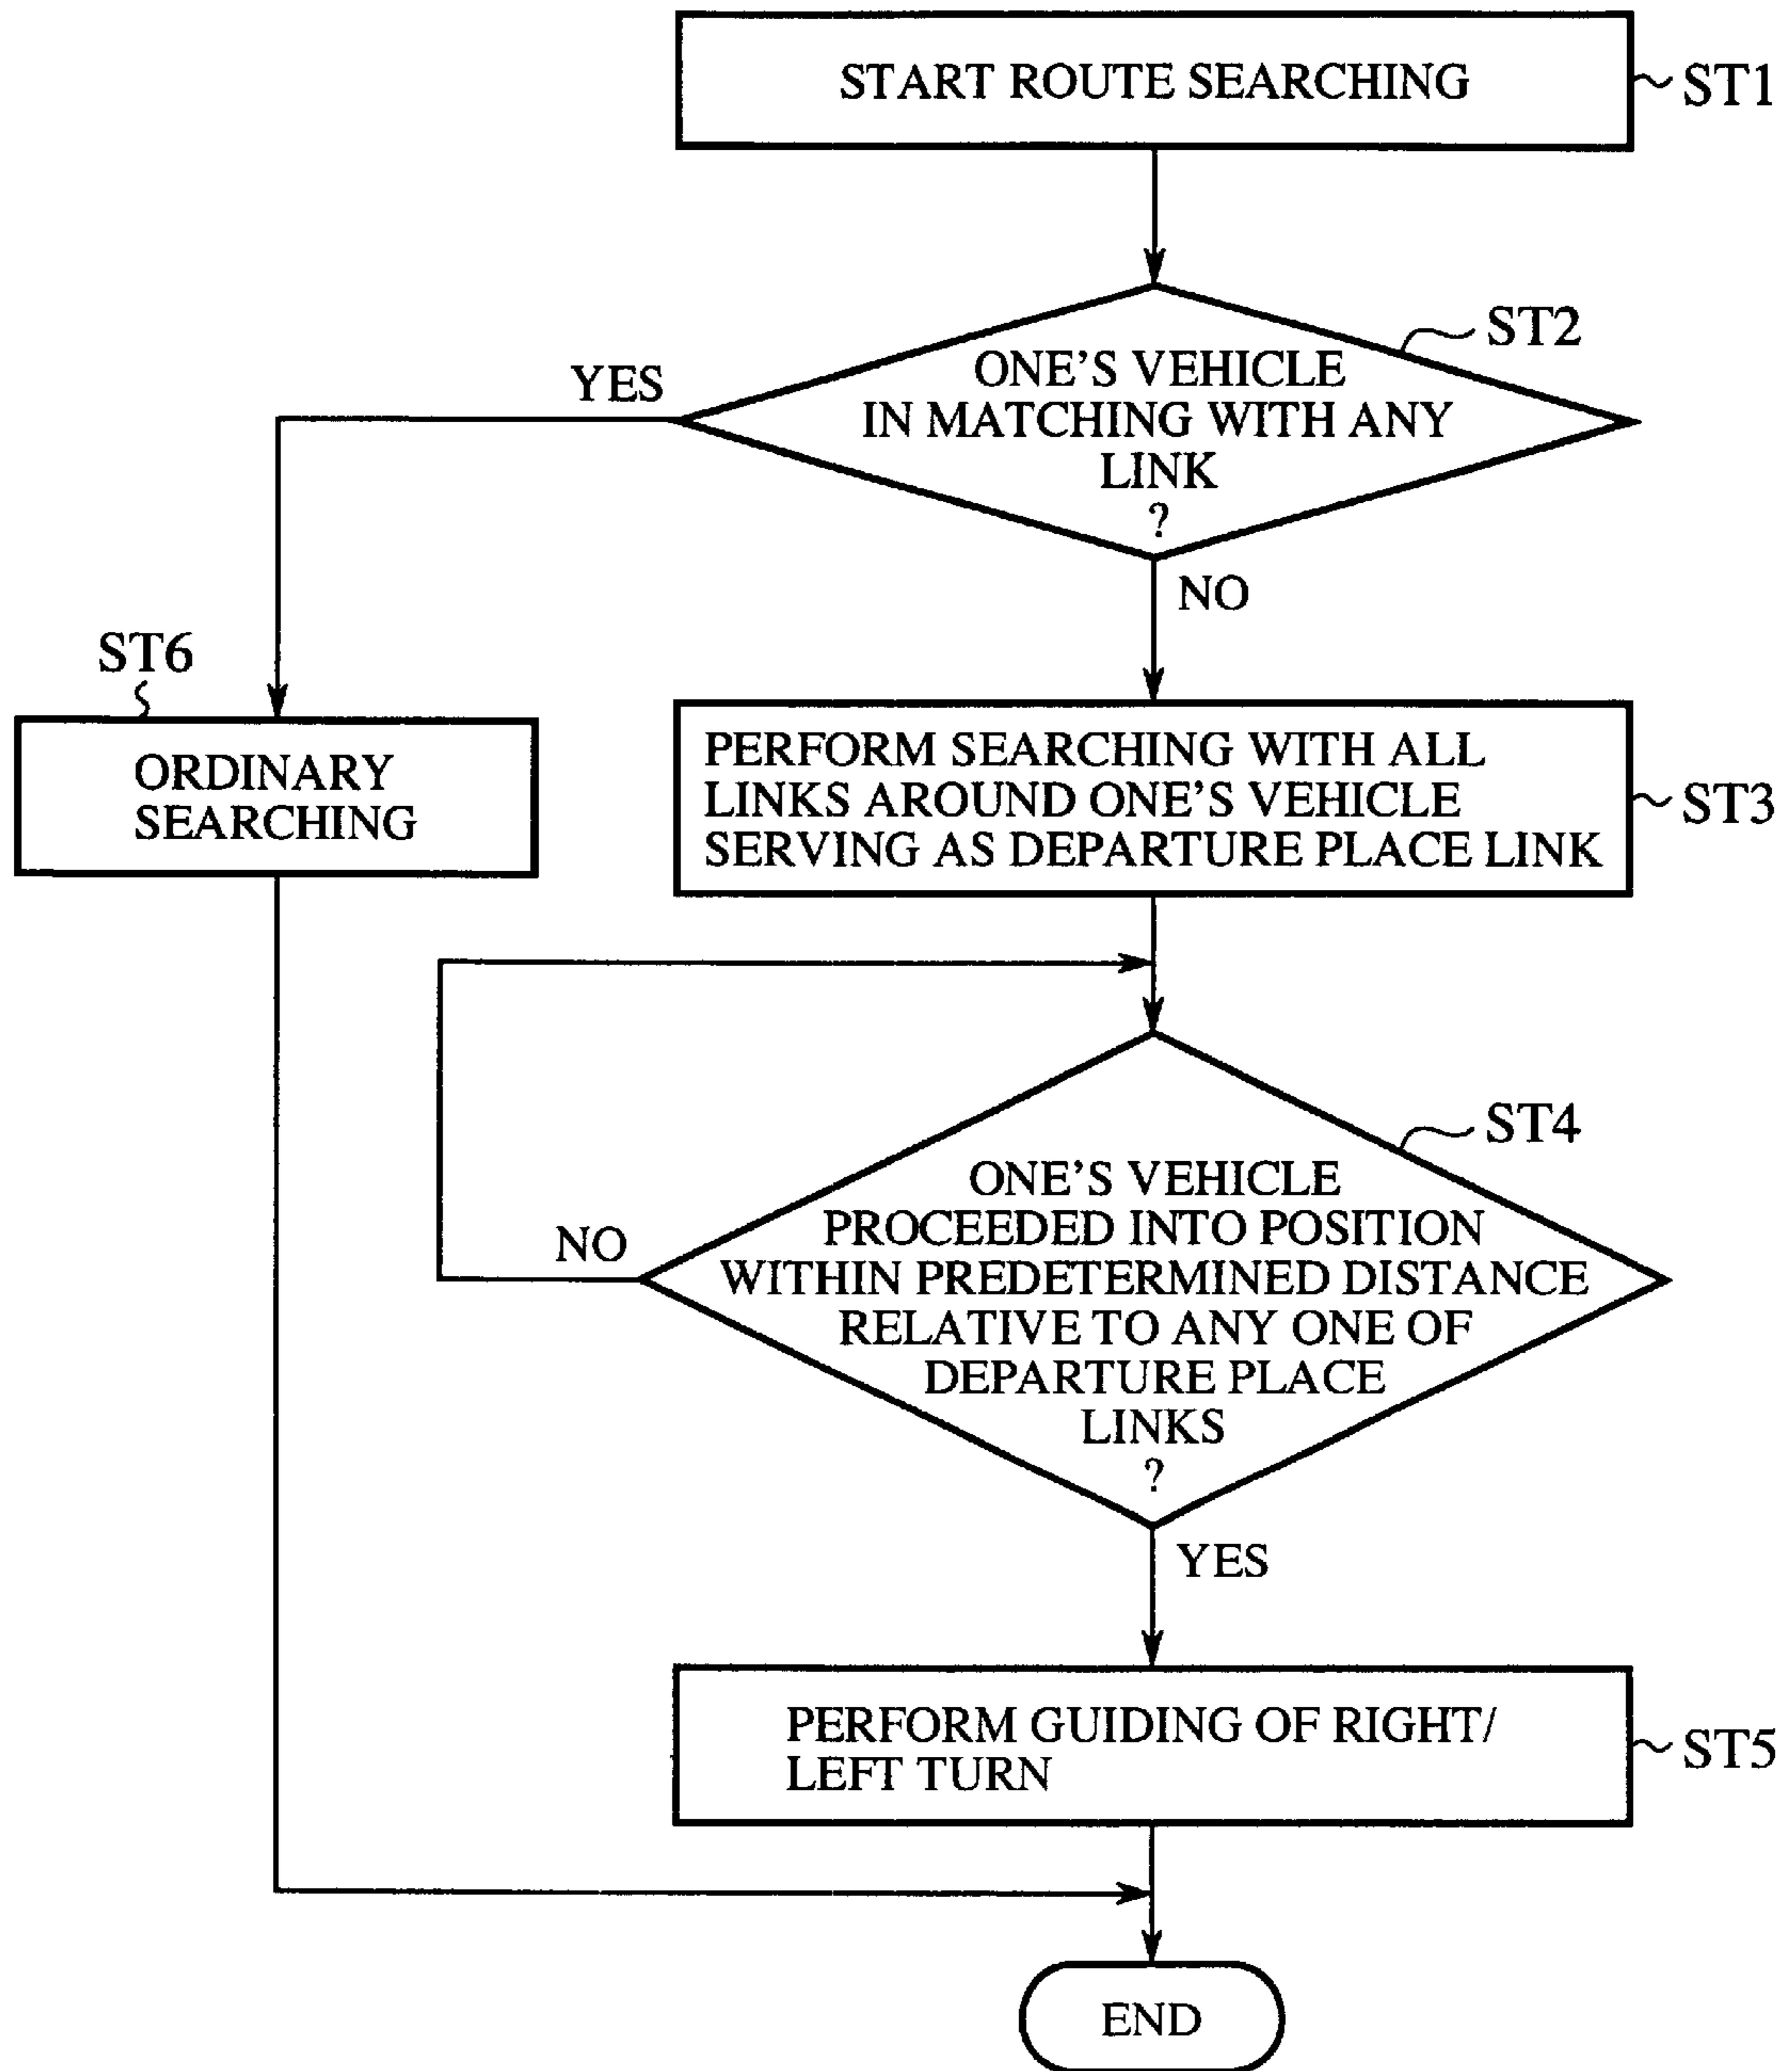 START ROUTE SEARCHING
ST1
ST2
ONE'S VEHICLE
IN MATCHING WITH ANY
LINK
?
YES
NO
ST6
ORDINARY
SEARCHING
PERFORM SEARCHING WITH ALL
LINKS AROUND ONE'S VEHICLE
SERVING AS DEPARTURE PLACE LINK
ST3
ST4
ONE'S VEHICLE
PROCEEDED INTO POSITION
WITHIN PREDETERMINED DISTANCE
RELATIVE TO ANY ONE OF
DEPARTURE PLACE
LINKS
?
NO
YES
PERFORM GUIDING OF RIGHT/
LEFT TURN
ST5
END